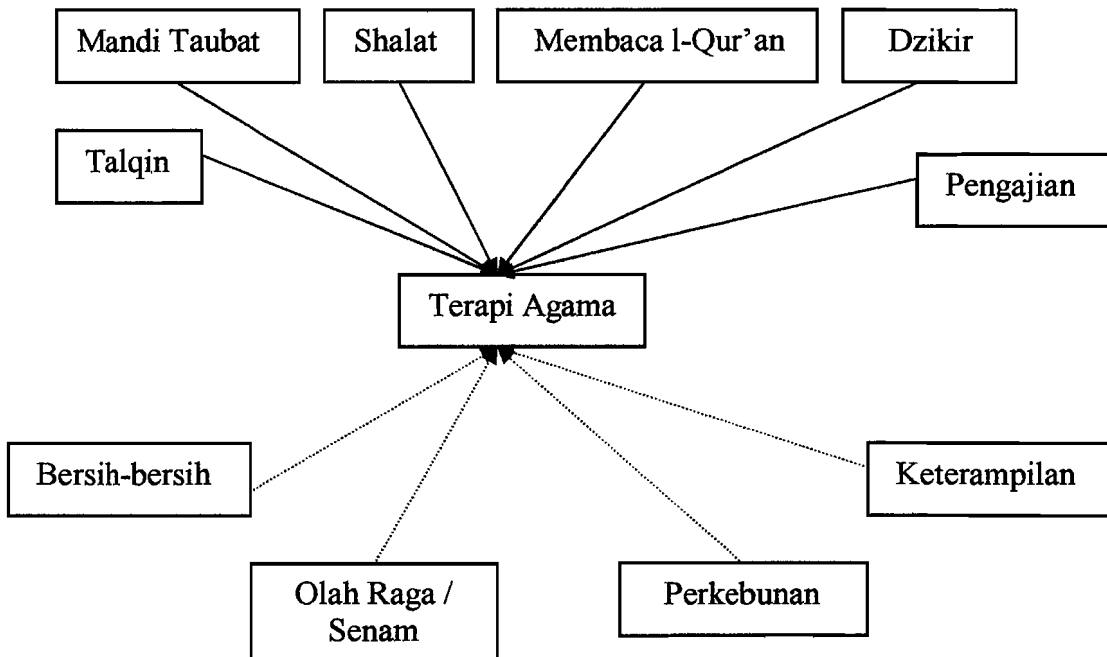 Mandi Taubat
Shalat
Membaca l-Qur'an
Dzikir
Talqin
Pengajian
Terapi Agama
Bersih-bersih
Keterampilan
Olah Raga /
Senam
Perkebunan